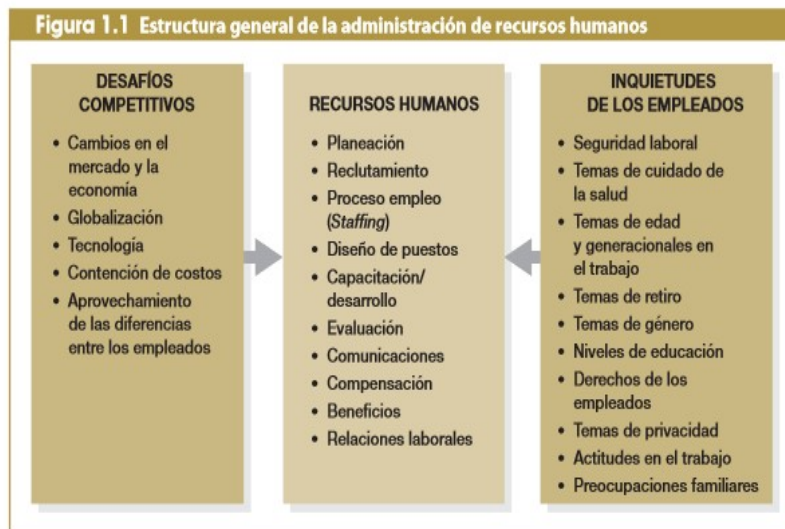 Figura 1.1 Estructura general de la administración de recursos humanos
DESAFÍOS
COMPETITIVOS
• Cambios en el
mercado y la
economía
• Globalización
• Tecnología
• Contención de costos
• Aprovechamiento
de las diferencias
entre los empleados
RECURSOS HUMANOS
• Planeación
• Reclutamiento
• Proceso empleo
(Staffing)
• Diseño de puestos
• Capacitación/
desarrollo
• Evaluación
• Comunicaciones
• Compensación
• Beneficios
• Relaciones laborales
INQUIETUDES
DE LOS EMPLEADOS
• Seguridad laboral
• Temas de cuidado de
la salud
• Temas de edad
y generacionales en
el trabajo
• Temas de retiro
• Temas de género
• Niveles de educación
• Derechos de los
empleados
• Temas de privacidad
• Actitudes en el trabajo
• Preocupaciones familiares